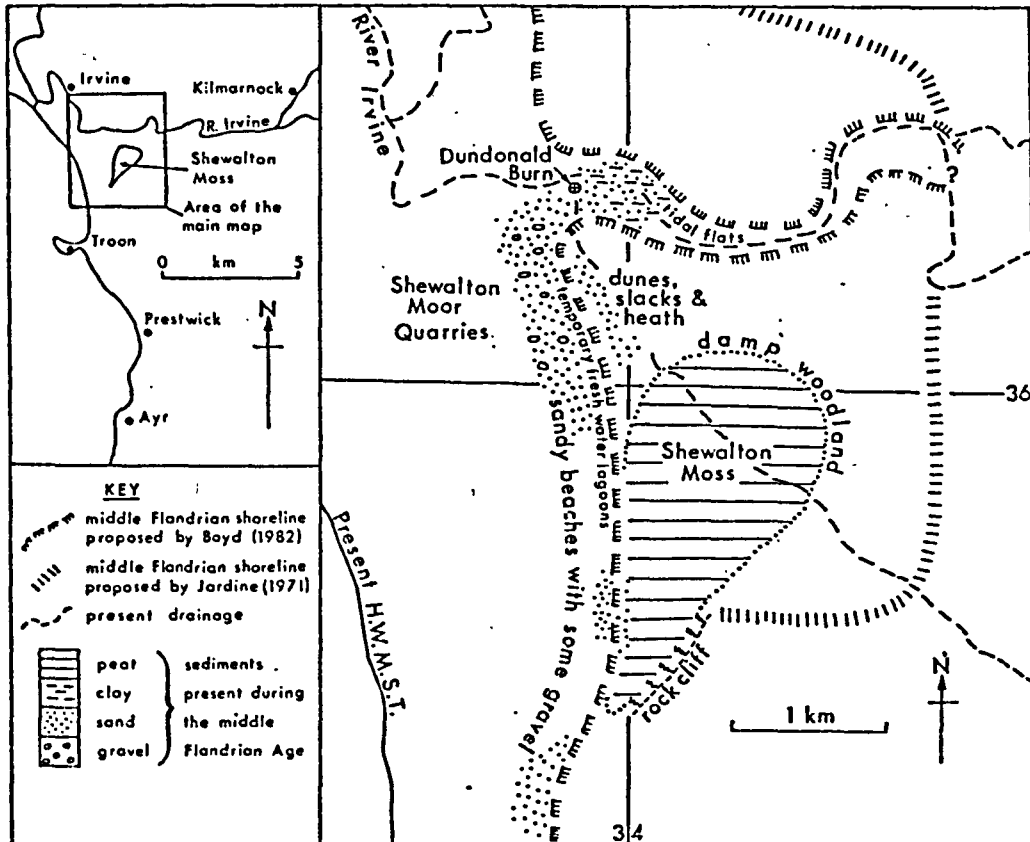 Irvine
Kilmarnock
R. Irvine
Shewalton
Moss
Area of the
main map
Troon
0 km 5
N
Prestwick
Ayr
KEY
middle Flandrian shoreline
proposed by Boyd (1982)
middle Flandrian shoreline
proposed by Jardine (1971)
present drainage
peat
clay
sand
gravel
sediments
present during
the middle
Flandrian Age
River Irvine
Dundonald
Burn
tidal flats
?
Shewalton
Moor
Quarries
dunes,
slacks &
heath
temporary fresh water lagoons
damp woodland
36
Shewalton
Moss
sandy beaches with some gravel
Present H.W.M.S.T.
rock cliff
N
1 km
34